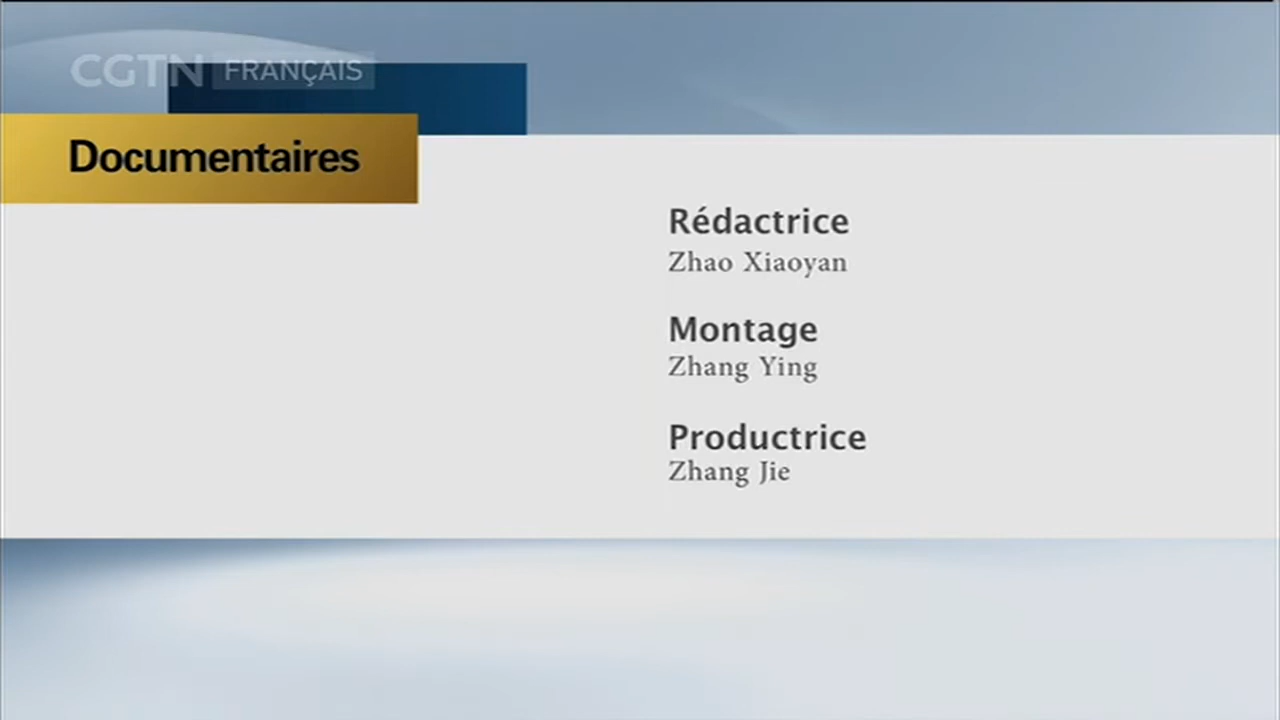 CGTN FRANÇAIS
Documentaires
Rédactrice
Zhao Xiaoyan
Montage
Zhang Ying
Productrice
Zhang Jie